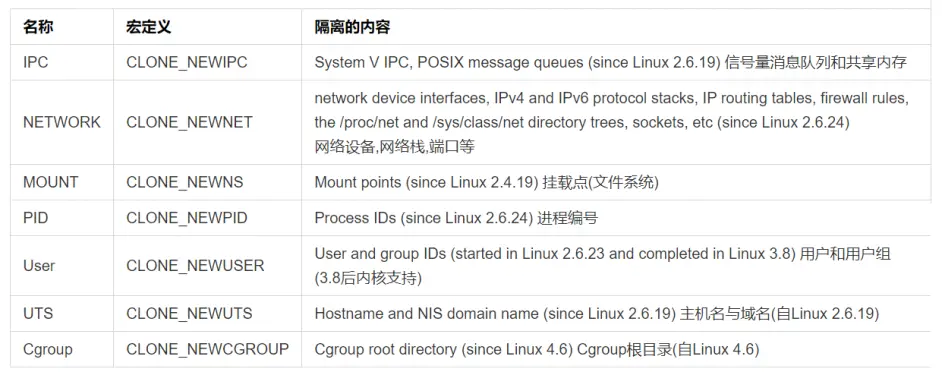 名称 宏定义 隔离的内容
IPC CLONE_NEWIPC System V IPC, POSIX message queues (since Linux 2.6.19) 信号量消息队列和共享内存
network device interfaces, IPv4 and IPv6 protocol stacks, IP routing tables, firewall rules,
NETWORK CLONE_NEWNET the /proc/net and /sys/class/net directory trees, sockets, etc (since Linux 2.6.24)
网络设备,网络栈,端口等
MOUNT CLONE_NEWNS Mount points (since Linux 2.4.19) 挂载点(文件系统)
PID CLONE_NEWPID Process IDs (since Linux 2.6.24) 进程编号
User CLONE_NEWUSER User and group IDs (started in Linux 2.6.23 and completed in Linux 3.8) 用户和用户组
(3.8后内核支持)
UTS CLONE_NEWUTS Hostname and NIS domain name (since Linux 2.6.19) 主机名与域名(自Linux 2.6.19)
Cgroup CLONE_NEWCGROUP Cgroup root directory (since Linux 4.6) Cgroup根目录(自Linux 4.6)